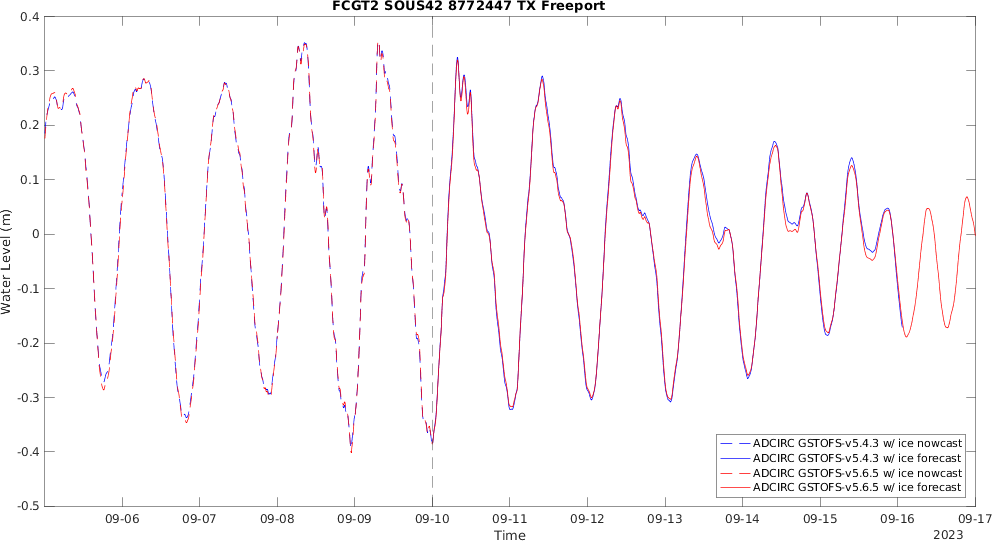 FCGT2 SOUS42 8772447 TX Freeport
0.4
0.3
0.2
0.1
0
-0.1
-0.2
-0.3
-0.4
-0.5
Water Level (m)
ADCIRC GSTOFS-v5.4.3 w/ ice nowcast
ADCIRC GSTOFS-v5.4.3 w/ ice forecast
ADCIRC GSTOFS-v5.6.5 w/ ice nowcast
ADCIRC GSTOFS-v5.6.5 w/ ice forecast
09-06 09-07 09-08 09-09 09-10 09-11 09-12 09-13 09-14 09-15 09-16 09-17
Time
2023